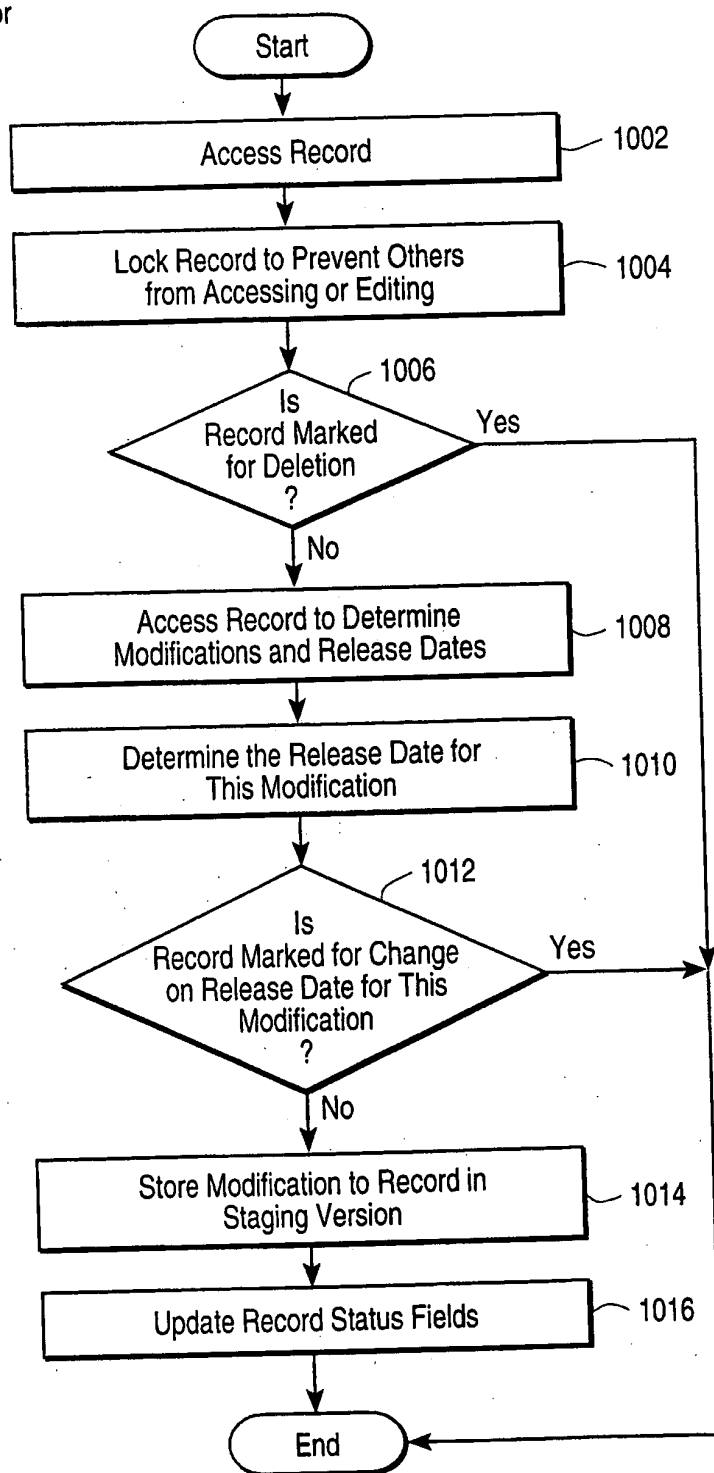 or
Start
Access Record
1002
Lock Record to Prevent Others
from Accessing or Editing
1004
1006
Is
Record Marked
for Deletion
?
Yes
No
Access Record to Determine
Modifications and Release Dates
1008
Determine the Release Date for
This Modification
1010
1012
Is
Record Marked for Change
on Release Date for This
Modification
?
Yes
No
Store Modification to Record in
Staging Version
1014
Update Record Status Fields
1016
End